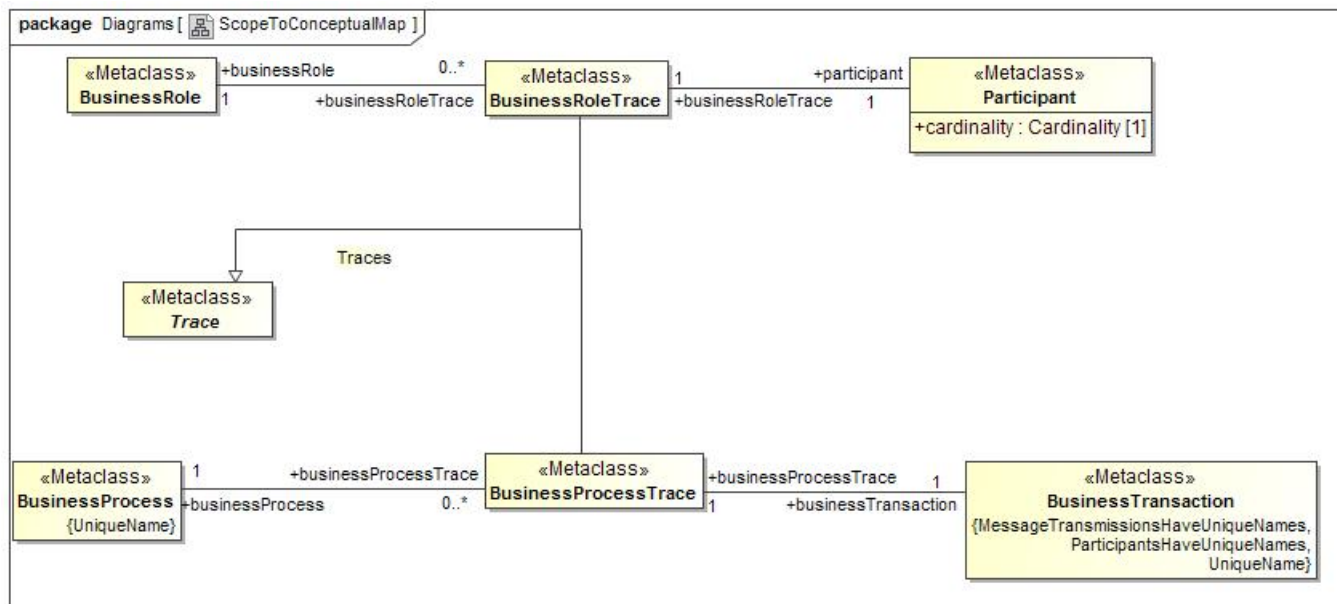 package Diagrams [ ScopeToConceptualMap ]
«Metaclass»
BusinessRole
+businessRole
1
0..*
+businessRoleTrace
«Metaclass»
BusinessRoleTrace
1
+businessRoleTrace
+participant
1
«Metaclass»
Participant
+cardinality : Cardinality [1]
Traces
«Metaclass»
Trace
«Metaclass»
BusinessProcess
{UniqueName}
1
+businessProcess
+businessProcessTrace
0..*
«Metaclass»
BusinessProcessTrace
+businessProcessTrace
1
1
+businessTransaction
«Metaclass»
BusinessTransaction
{MessageTransmissionsHaveUniqueNames,
ParticipantsHaveUniqueNames,
UniqueName}